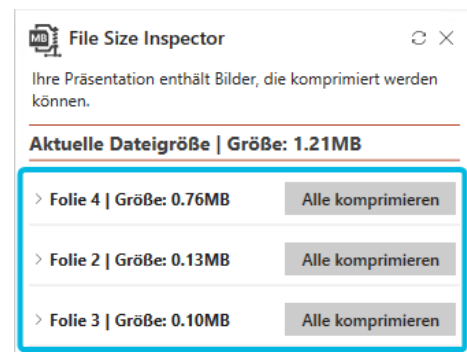 MB
File Size Inspector
Ihre Präsentation enthält Bilder, die komprimiert werden
können.
Aktuelle Dateigröße | Größe: 1.21MB
Folie 4 | Größe: 0.76MB Alle komprimieren
Folie 2 | Größe: 0.13MB Alle komprimieren
Folie 3 | Größe: 0.10MB Alle komprimieren